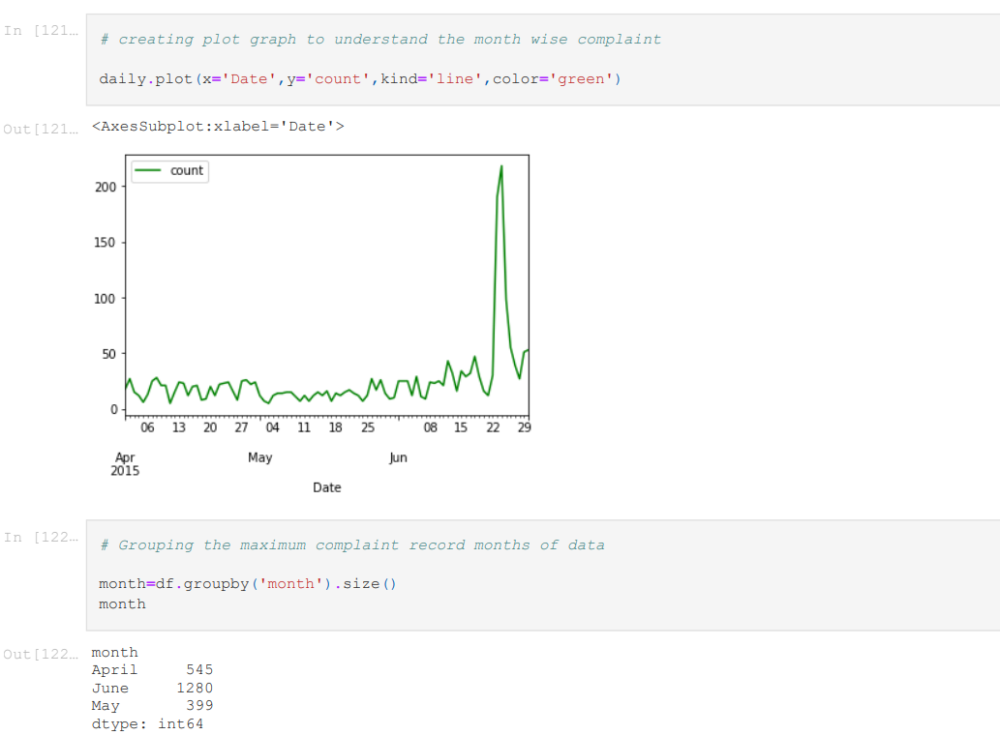 In [121…
# creating plot graph to understand the month wise complaint
daily.plot(x='Date',y='count',kind='line',color='green')
Out[121…
<AxesSubplot:xlabel='Date'>
count
200
150
100
50
0
06 13 20 27 04 11 18 25 08 15 22 29
Apr May Jun
2015
Date
In [122…
# Grouping the maximum complaint record months of data
month=df.groupby('month').size()
month
Out[122…
month
April 545
June 1280
May 399
dtype: int64